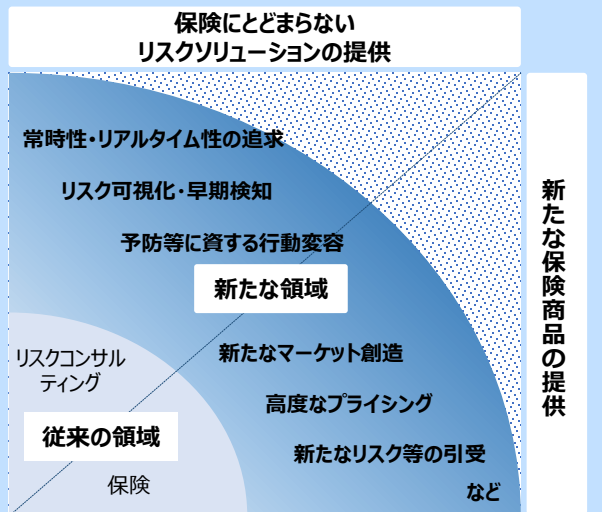 保険にとどまらない
リスクソリューションの提供
常時性・リアルタイム性の追求
リスク可視化・早期検知
予防等に資する行動変容
新たな領域
新たな保険商品の提供
リスクコンサル
ティング
新たなマーケット創造
高度なプライシング
従来の領域
新たなリスク等の引受
保険
など